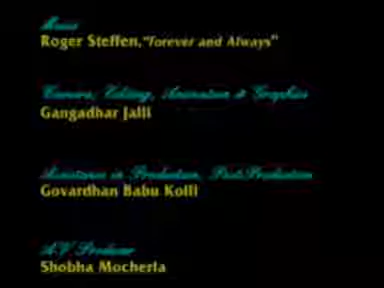 Music
Roger Steffen,"Forever and Always"
Camera, Editing, Animation & Graphics
Gangadhar Jalli
Assistance in Production, Post Production
Govardhan Babu Kolli
A.V. Producer
Shobha Mocherla